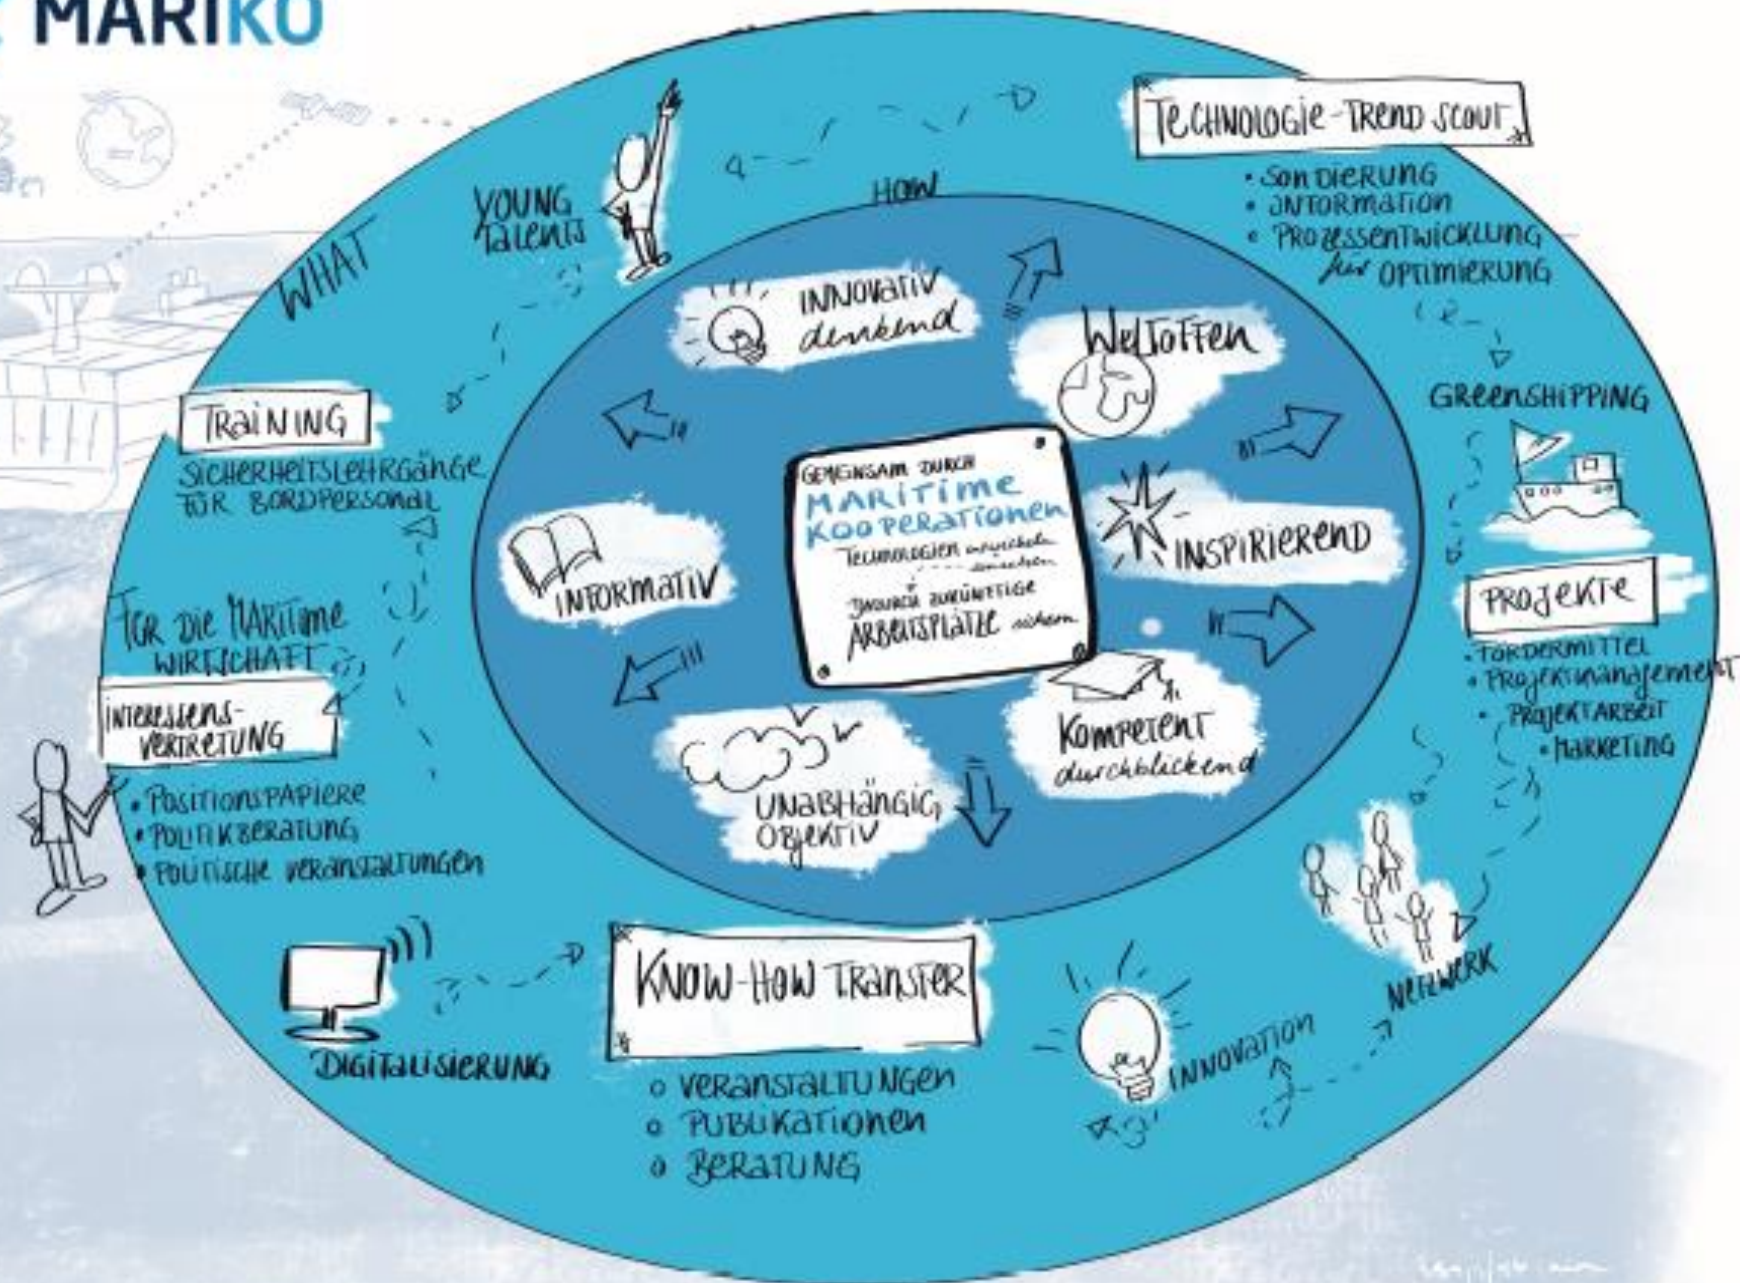 MARIKO
WHAT
HOW
YOUNG
TALENTS
TECHNOLOGIE-TREND SCOUT
• SONDIERUNG
• INFORMATION
• PROZESSENTWICKLUNG
für OPTIMIERUNG
GREENSHIPPING
PROJEKTE
• FÖRDERMITTEL
• PROJEKTMANAGEMENT
• PROJEKTARBEIT
• MARKETING
NETZWERK
INNOVATION
KNOW-HOW TRANSFER
o VERANSTALTUNGEN
o PUBLIKATIONEN
o BERATUNG
DIGITALISIERUNG
FÜR DIE MARITIME
WIRTSCHAFT
INTERESSENS-
VERTRETUNG
• POSITIONSPAPIERE
• POLITIKBERATUNG
• POLITISCHE VERANSTALTUNGEN
TRAINING
SICHERHEITSLEHRGÄNGE
FÜR BORDPERSONAL
INNOVATIV
denkend
WELTOFFEN
INSPIRIEREND
KOMPETENT
durchblickend
UNABHÄNGIG,
OBJEKTIV
INFORMATIV
GEMEINSAM DURCH
MARITIME
KOOPERATIONEN
TECHNOLOGIEN entwickeln
DADURCH ZUKÜNFTIGE
ARBEITSPLÄTZE sichern